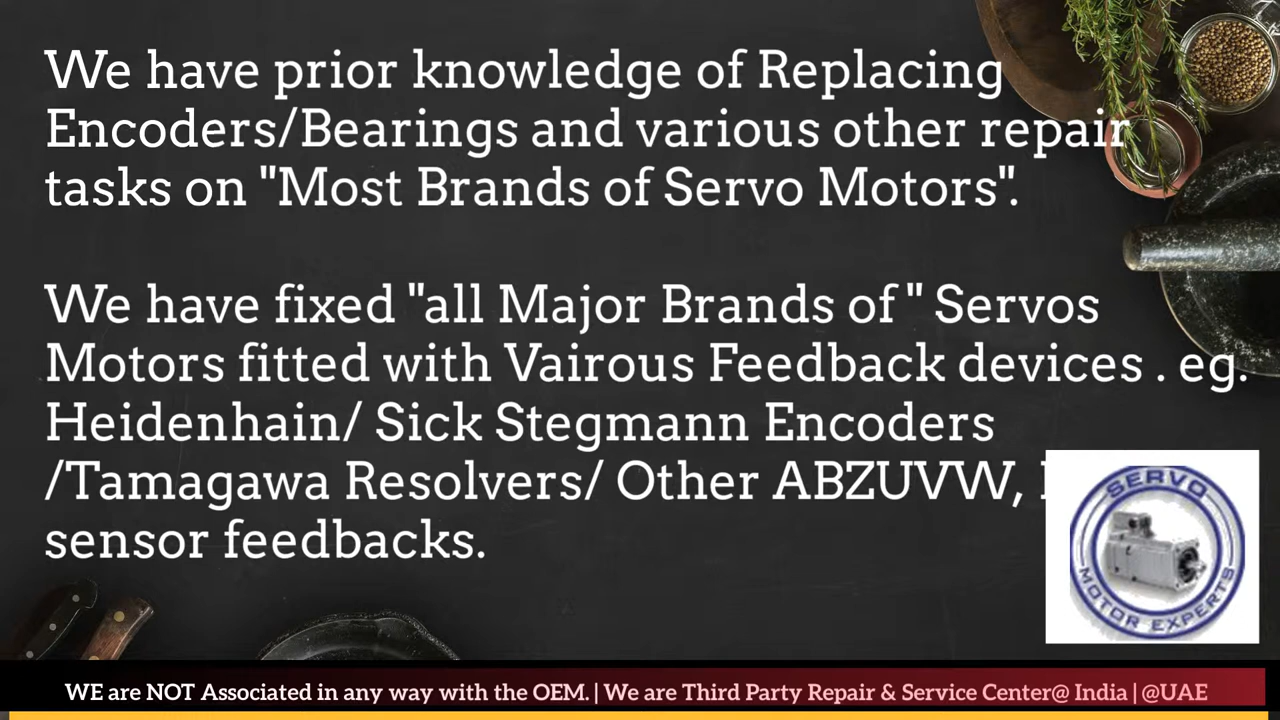 We have prior knowledge of Replacing
Encoders/Bearings and various other repair
tasks on "Most Brands of Servo Motors".
We have fixed "all Major Brands of " Servos
Motors fitted with Vairous Feedback devices . eg.
Heidenhain/ Sick Stegmann Encoders
/Tamagawa Resolvers/ Other ABZUVW,
sensor feedbacks.
SERVO
MOTOR EXPERTS
WE are NOT Associated in any way with the OEM. | We are Third Party Repair & Service Center@ India | @UAE